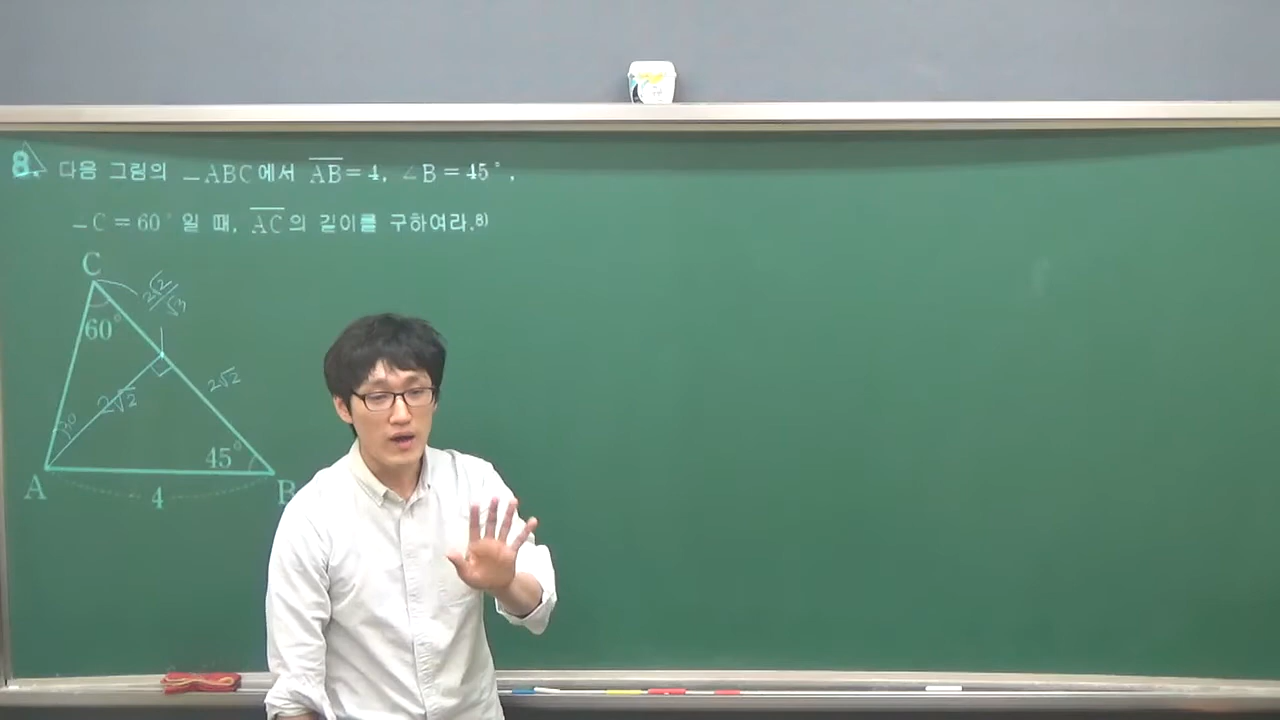 8. 다음 그림의 △ABC에서 AB=4, ∠B=45°,
∠C=60°일 때, AC의 길이를 구하여라.8)
C
2√2/√3
60°
2√2
2√2
30
45°
A
4
B